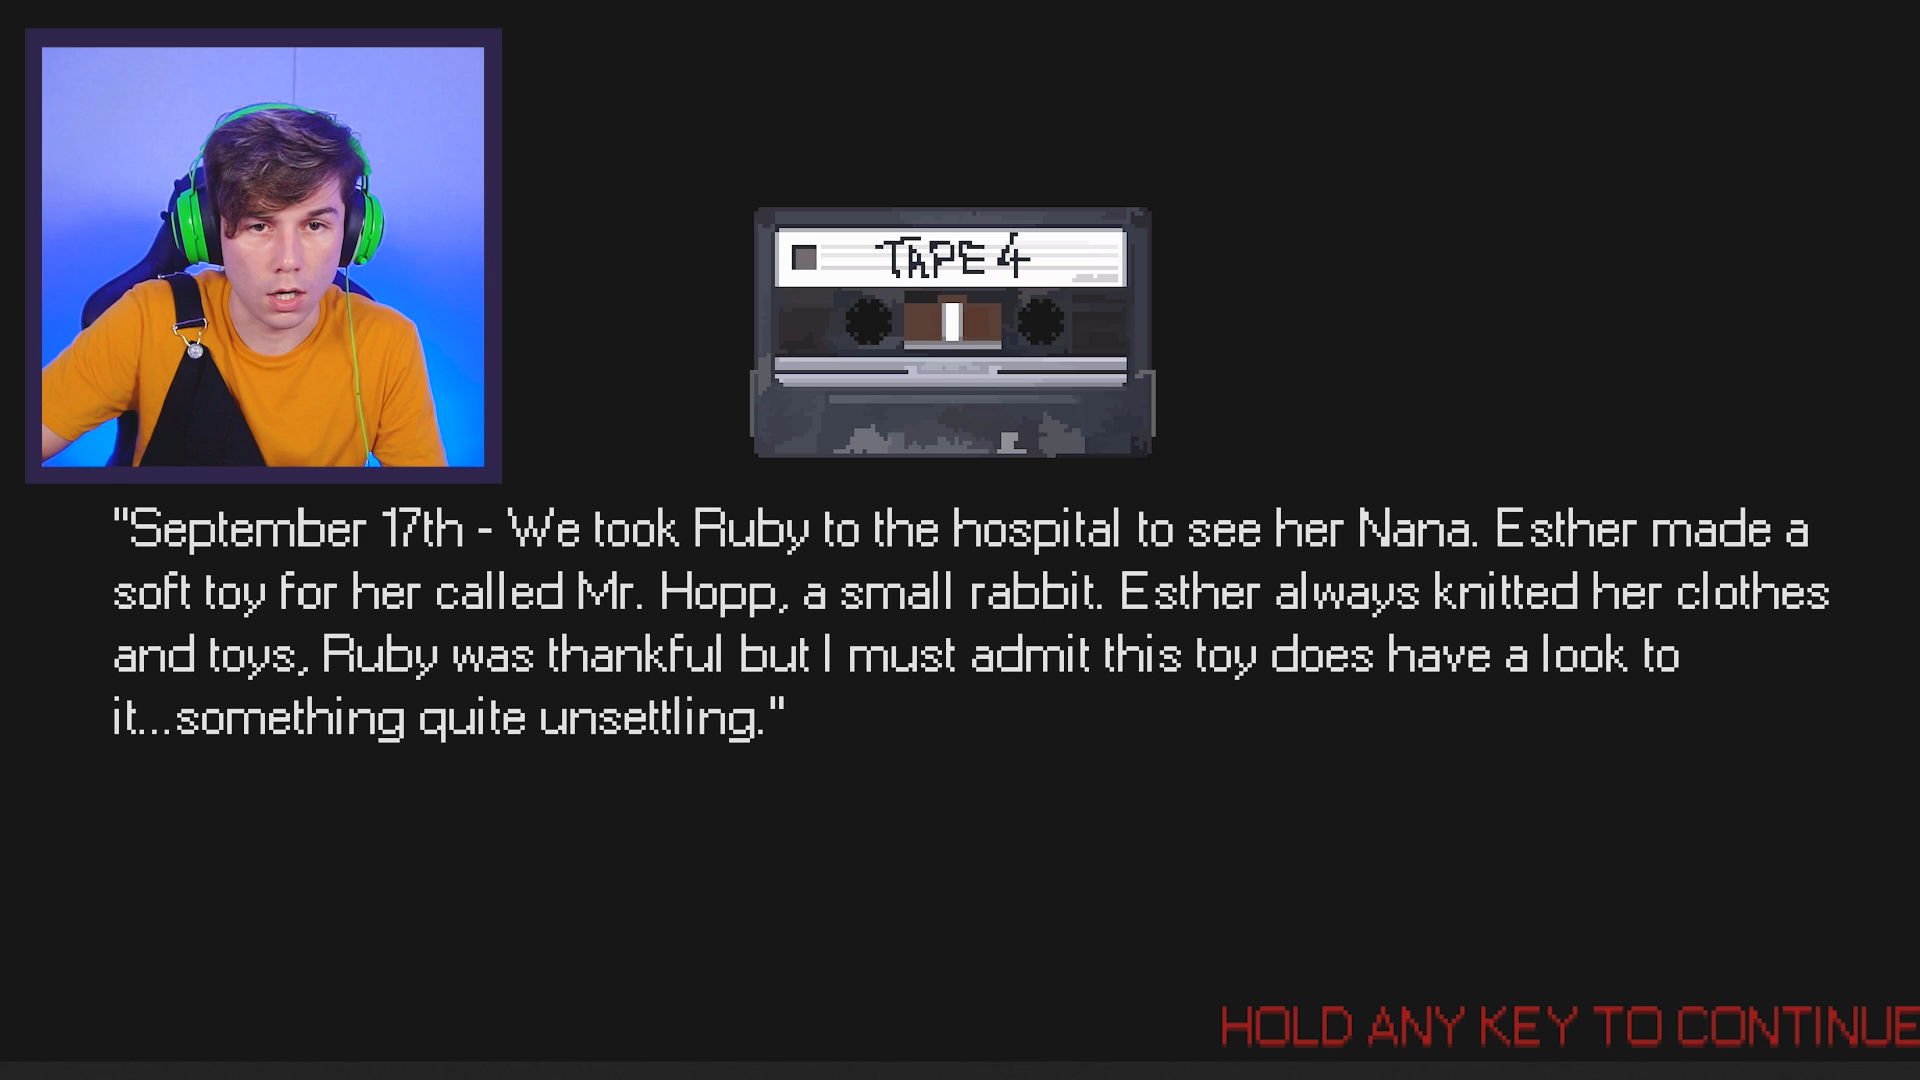 TAPE 4
"September 17th - We took Ruby to the hospital to see her Nana. Esther made a
soft toy for her called Mr. Hopp, a small rabbit. Esther always knitted her clothes
and toys, Ruby was thankful but I must admit this toy does have a look to
it...something quite unsettling."
HOLD ANY KEY TO CONTINUE